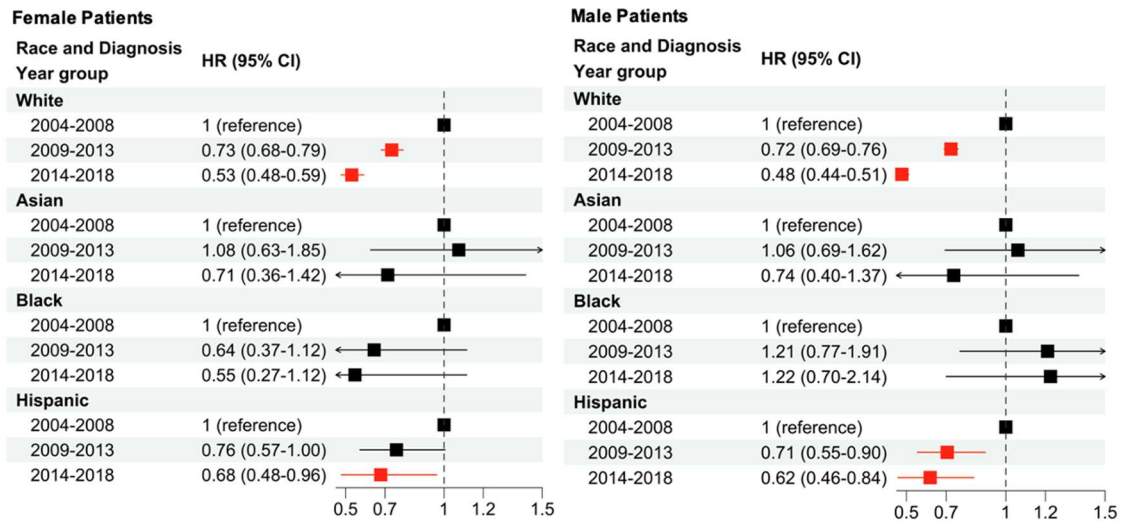 Female Patients
Race and Diagnosis
Year group
HR (95% CI)
White
2004-2008 1 (reference)
2009-2013 0.73 (0.68-0.79)
2014-2018 0.53 (0.48-0.59)
Asian
2004-2008 1 (reference)
2009-2013 1.08 (0.63-1.85)
2014-2018 0.71 (0.36-1.42)
Black
2004-2008 1 (reference)
2009-2013 0.64 (0.37-1.12)
2014-2018 0.55 (0.27-1.12)
Hispanic
2004-2008 1 (reference)
2009-2013 0.76 (0.57-1.00)
2014-2018 0.68 (0.48-0.96)
0.5 0.7 1 1.2 1.5
Male Patients
Race and Diagnosis
Year group
HR (95% CI)
White
2004-2008 1 (reference)
2009-2013 0.72 (0.69-0.76)
2014-2018 0.48 (0.44-0.51)
Asian
2004-2008 1 (reference)
2009-2013 1.06 (0.69-1.62)
2014-2018 0.74 (0.40-1.37)
Black
2004-2008 1 (reference)
2009-2013 1.21 (0.77-1.91)
2014-2018 1.22 (0.70-2.14)
Hispanic
2004-2008 1 (reference)
2009-2013 0.71 (0.55-0.90)
2014-2018 0.62 (0.46-0.84)
0.5 0.7 1 1.2 1.5